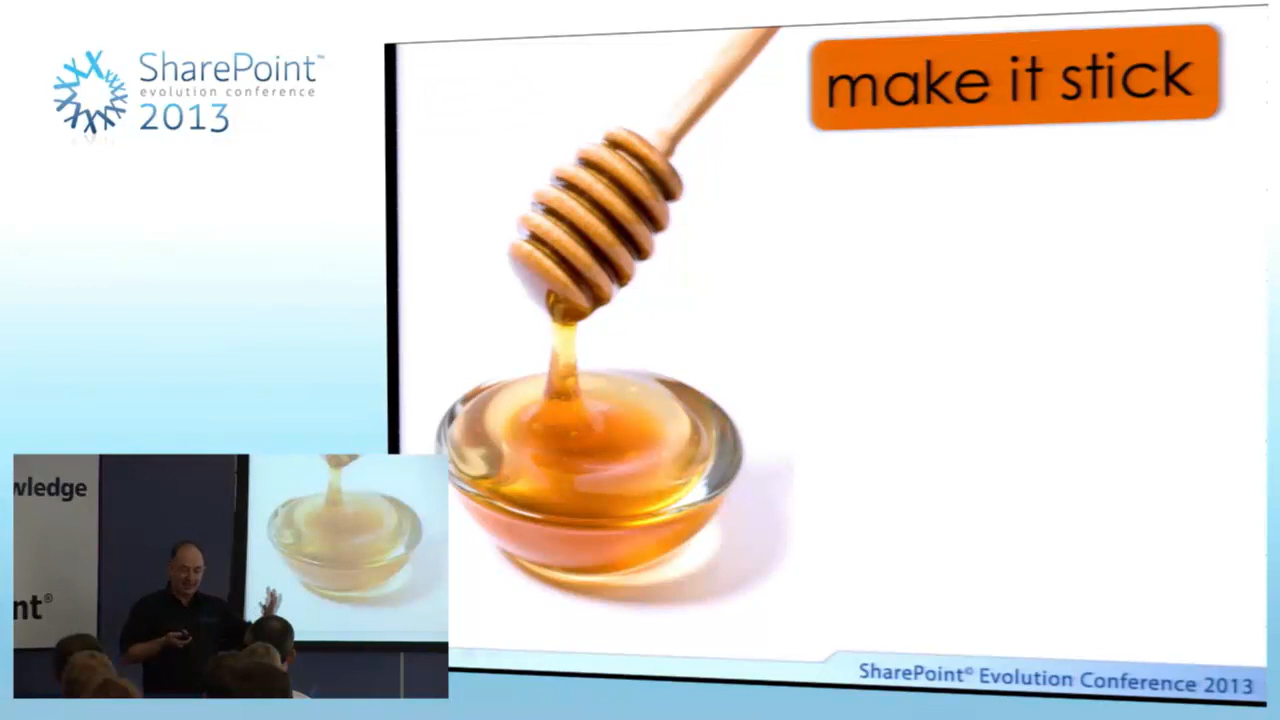 SharePoint™
evolution conference
2013
make it stick
wledge
nt®
SharePoint® Evolution Conference 2013